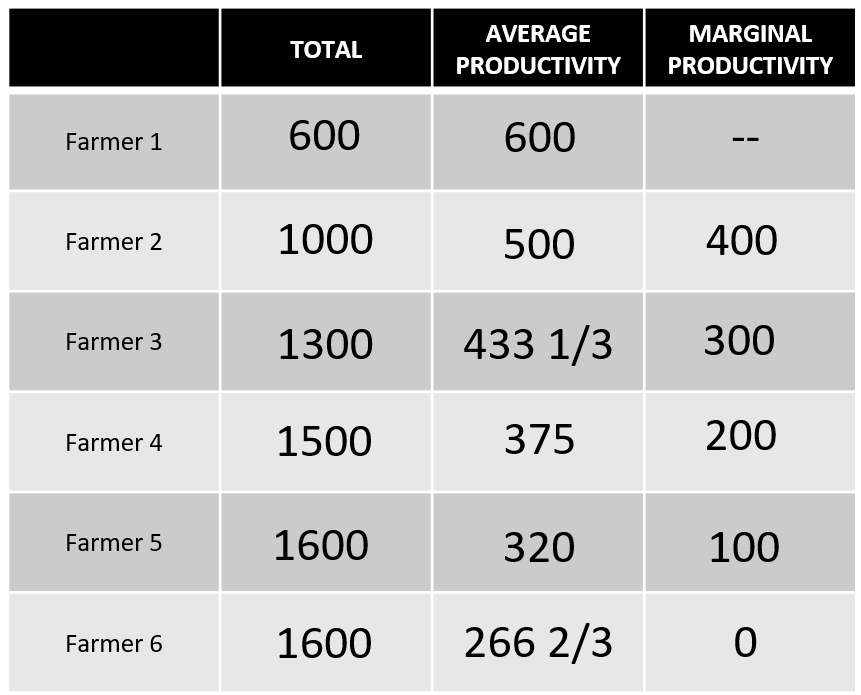 TOTAL
AVERAGE PRODUCTIVITY
MARGINAL PRODUCTIVITY
Farmer 1 600 600 --
Farmer 2 1000 500 400
Farmer 3 1300 433 1/3 300
Farmer 4 1500 375 200
Farmer 5 1600 320 100
Farmer 6 1600 266 2/3 0